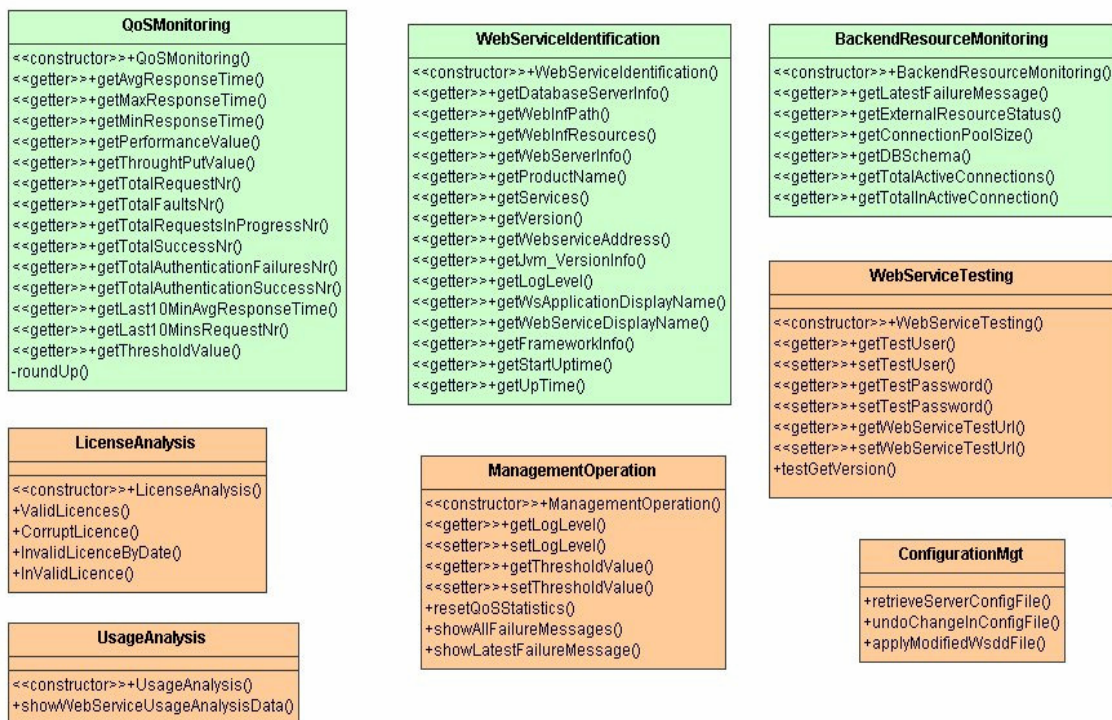 QoSMonitoring
<<constructor>>+QoSMonitoring()
<<getter>>+getAvgResponseTime()
<<getter>>+getMaxResponseTime()
<<getter>>+getMinResponseTime()
<<getter>>+getPerformanceValue()
<<getter>>+getThroughtPutValue()
<<getter>>+getTotalRequestNr()
<<getter>>+getTotalFaultsNr()
<<getter>>+getTotalRequestsInProgressNr()
<<getter>>+getTotalSuccessNr()
<<getter>>+getTotalAuthenticationFailuresNr()
<<getter>>+getTotalAuthenticationSuccessNr()
<<getter>>+getLast10MinAvgResponseTime()
<<getter>>+getLast10MinsRequestNr()
<<getter>>+getThresholdValue()
-roundUp()
WebServiceIdentification
<<constructor>>+WebServiceIdentification()
<<getter>>+getDatabaseServerInfo()
<<getter>>+getWebInfPath()
<<getter>>+getWebInfResources()
<<getter>>+getWebServerInfo()
<<getter>>+getProductName()
<<getter>>+getServices()
<<getter>>+getVersion()
<<getter>>+getWebserviceAddress()
<<getter>>+getJvm_VersionInfo()
<<getter>>+getLogLevel()
<<getter>>+getWsApplicationDisplayName()
<<getter>>+getWebServiceDisplayName()
<<getter>>+getFrameworkInfo()
<<getter>>+getStartUptime()
<<getter>>+getUpTime()
BackendResourceMonitoring
<<constructor>>+BackendResourceMonitoring()
<<getter>>+getLatestFailureMessage()
<<getter>>+getExternalResourceStatus()
<<getter>>+getConnectionPoolSize()
<<getter>>+getDBSchema()
<<getter>>+getTotalActiveConnections()
<<getter>>+getTotalInActiveConnection()
WebServiceTesting
<<constructor>>+WebServiceTesting()
<<getter>>+getTestUser()
<<setter>>+setTestUser()
<<getter>>+getTestPassword()
<<setter>>+setTestPassword()
<<getter>>+getWebServiceTestUrl()
<<setter>>+setWebServiceTestUrl()
+testGetVersion()
LicenseAnalysis
<<constructor>>+LicenseAnalysis()
+ValidLicences()
+CorruptLicence()
+InvalidLicenceByDate()
+InValidLicence()
ManagementOperation
<<constructor>>+ManagementOperation()
<<getter>>+getLogLevel()
<<setter>>+setLogLevel()
<<getter>>+getThresholdValue()
<<setter>>+setThresholdValue()
+resetQoSStatistics()
+showAllFailureMessages()
+showLatestFailureMessage()
ConfigurationMgt
+retrieveServerConfigFile()
+undoChangeInConfigFile()
+applyModifiedWsddFile()
UsageAnalysis
<<constructor>>+UsageAnalysis()
+showWebServiceUsageAnalysisData()